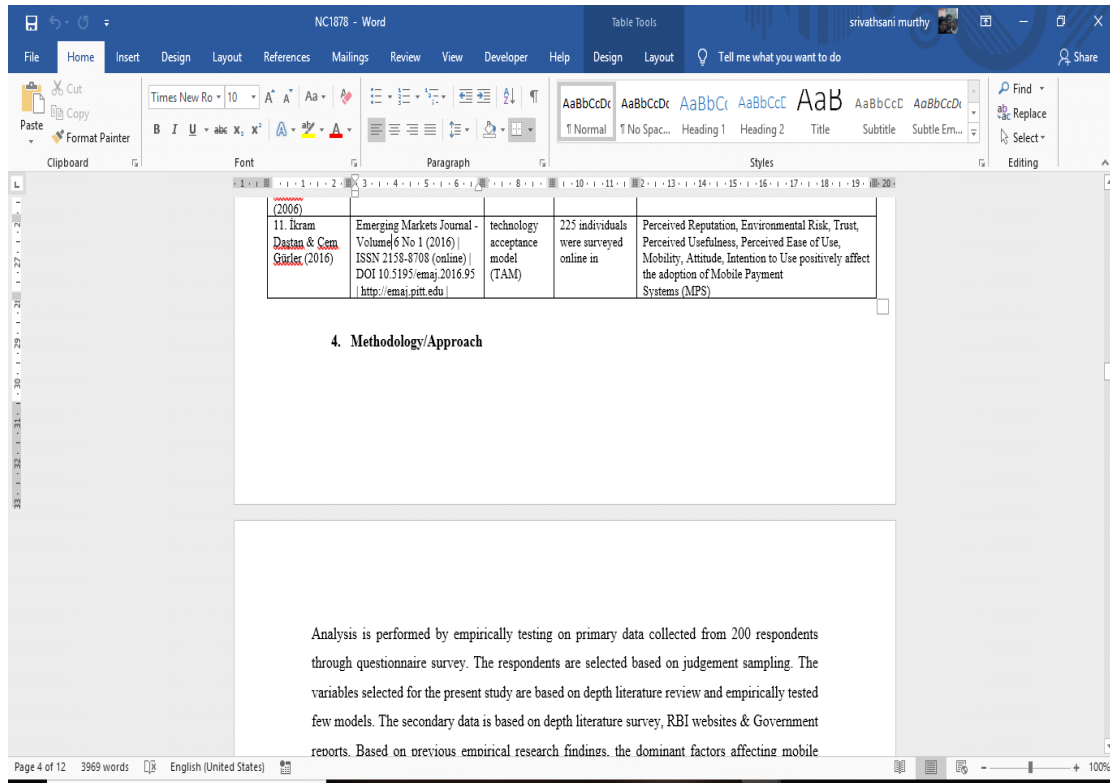 NC1878 - Word
Table Tools
srivathsani murthy
File Home Insert Design Layout References Mailings Review View Developer Help Design Layout Tell me what you want to do Share
Paste
Cut
Copy
Format Painter
Clipboard
Times New Ro 10
Font
Paragraph
AaBbCcDc AaBbCcDc AaBbC AaBbCcE AaB AaBbCcD AaBbCcDt
¶ Normal ¶ No Spac... Heading 1 Heading 2 Title Subtitle Subtle Em...
Styles
Find
Replace
Select
Editing
(2006)
11. İkram
Daştan & Çem
Gürler (2016)
Emerging Markets Journal -
Volume 6 No 1 (2016) |
ISSN 2158-8708 (online) |
DOI 10.5195/emaj.2016.95
| http://emaj.pitt.edu |
technology
acceptance
model
(TAM)
225 individuals
were surveyed
online in
Perceived Reputation, Environmental Risk, Trust,
Perceived Usefulness, Perceived Ease of Use,
Mobility, Attitude, Intention to Use positively affect
the adoption of Mobile Payment
Systems (MPS)
4. Methodology/Approach
Analysis is performed by empirically testing on primary data collected from 200 respondents
through questionnaire survey. The respondents are selected based on judgement sampling. The
variables selected for the present study are based on depth literature review and empirically tested
few models. The secondary data is based on depth literature survey, RBI websites & Government
reports. Based on previous empirical research findings, the dominant factors affecting mobile
Page 4 of 12 3969 words English (United States) 100%